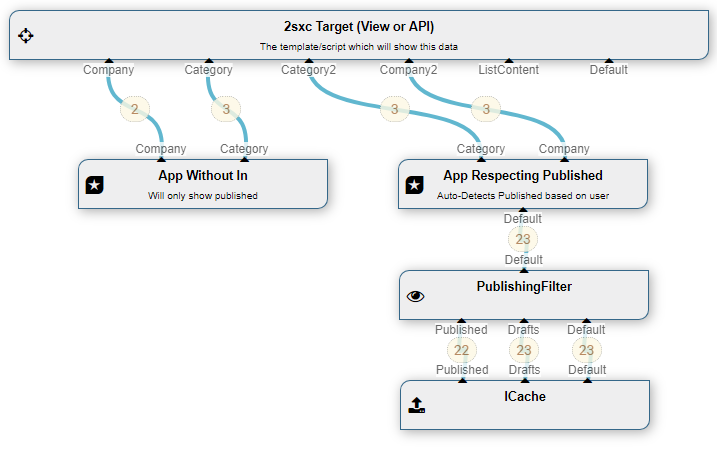 2sxc Target (View or API)
The template/script which will show this data
Company Category Category2 Company2 ListContent Default
2 3 3 3
Company Category Category Company
App Without In
Will only show published
App Respecting Published
Auto-Detects Published based on user
Default
23
Default
PublishingFilter
Published Drafts Default
22 23 23
Published Drafts Default
ICache